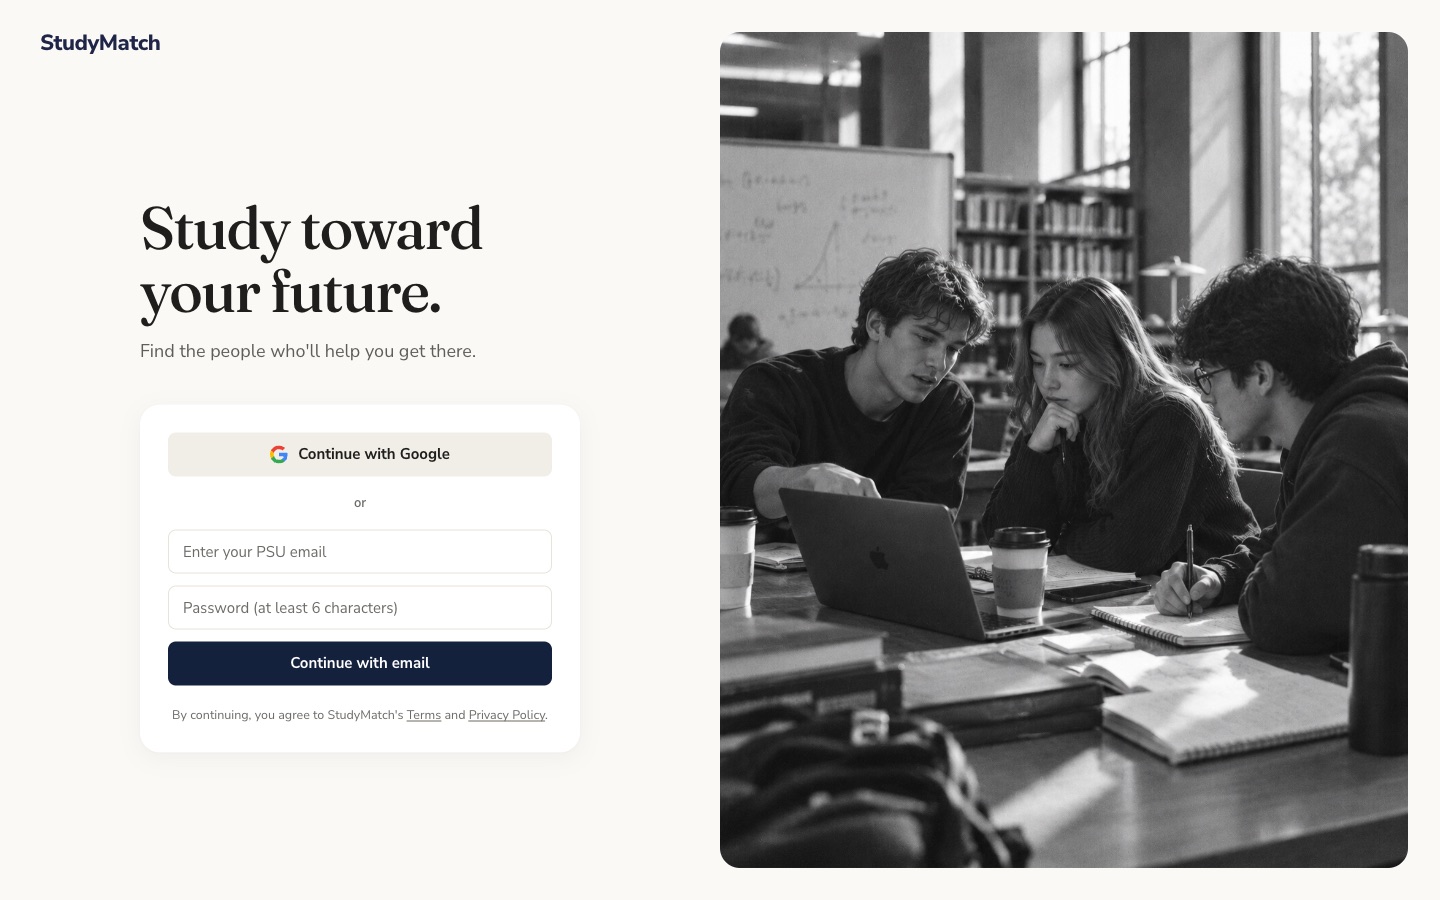 StudyMatch
Study toward
your future.
Find the people who'll help you get there.
Continue with Google
or
Enter your PSU email
Password (at least 6 characters)
Continue with email
By continuing, you agree to StudyMatch's Terms and Privacy Policy.